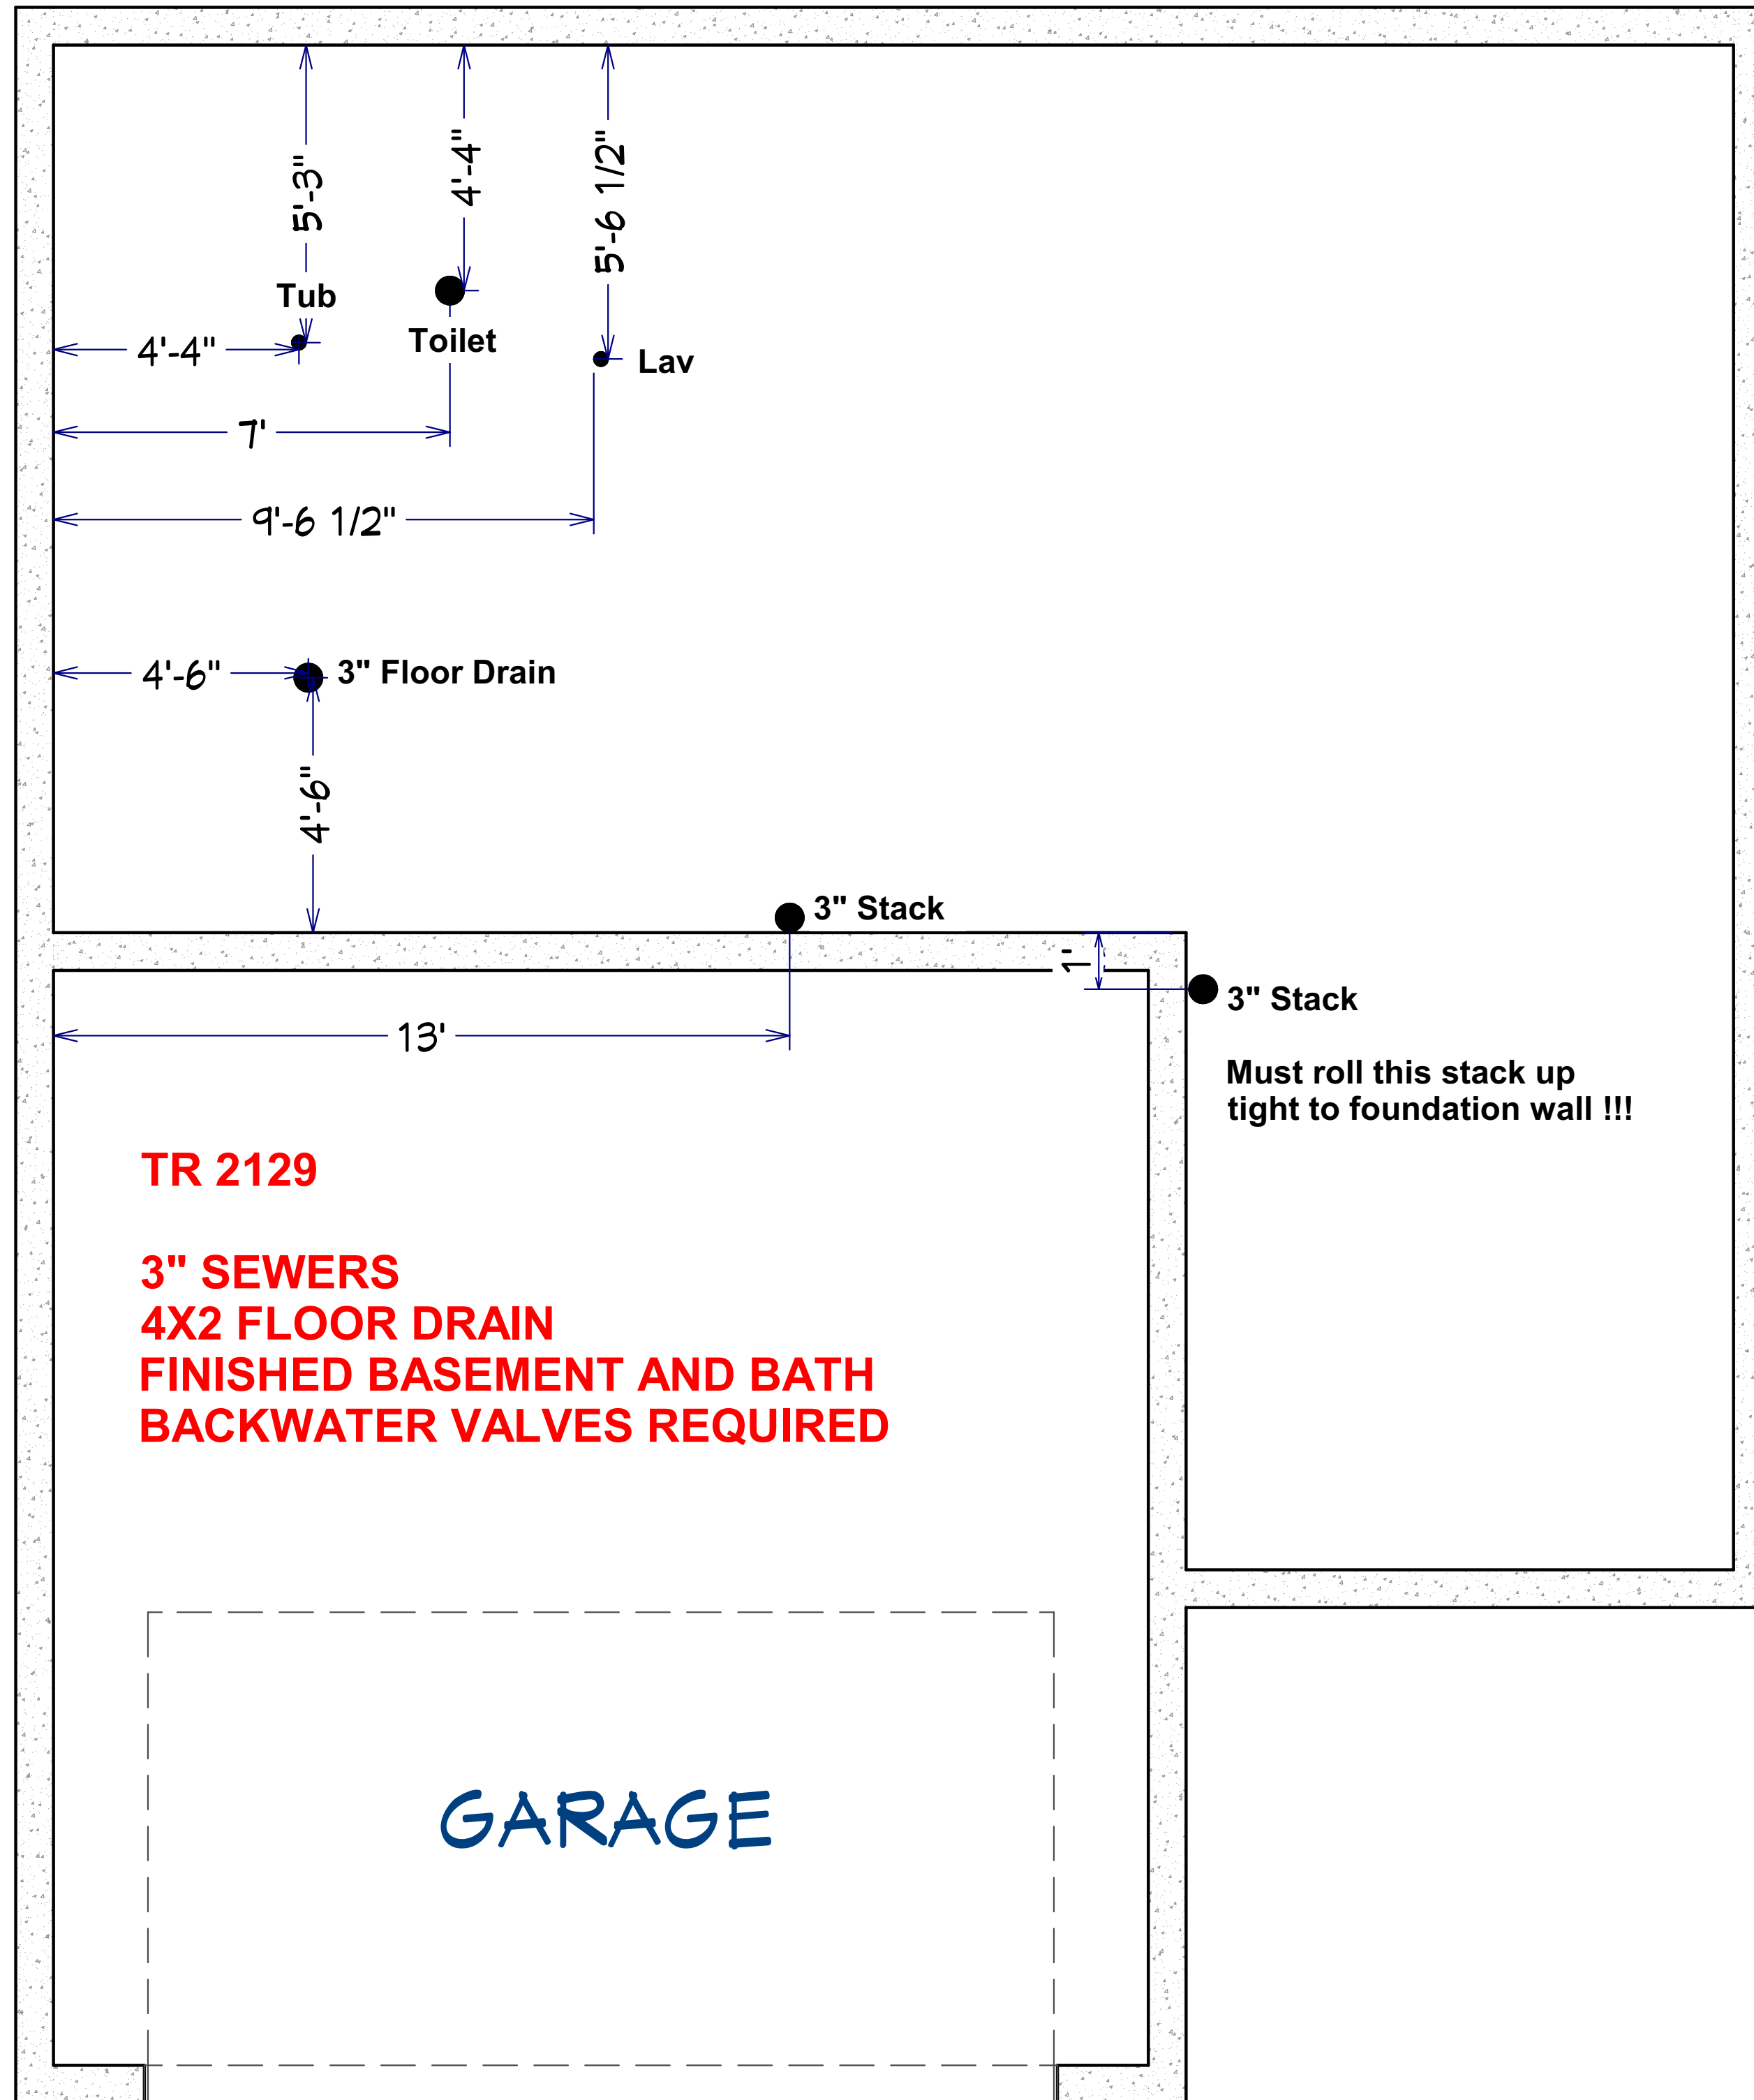 5'-3"
4'-4"
5'-6 1/2"
Tub
Toilet
Lav
4'-4"
7'
9'-6 1/2"
4'-6"
3" Floor Drain
4'-6"
3" Stack
1'
3" Stack
13'
Must roll this stack up
tight to foundation wall !!!
TR 2129
3" SEWERS
4X2 FLOOR DRAIN
FINISHED BASEMENT AND BATH
BACKWATER VALVES REQUIRED
GARAGE